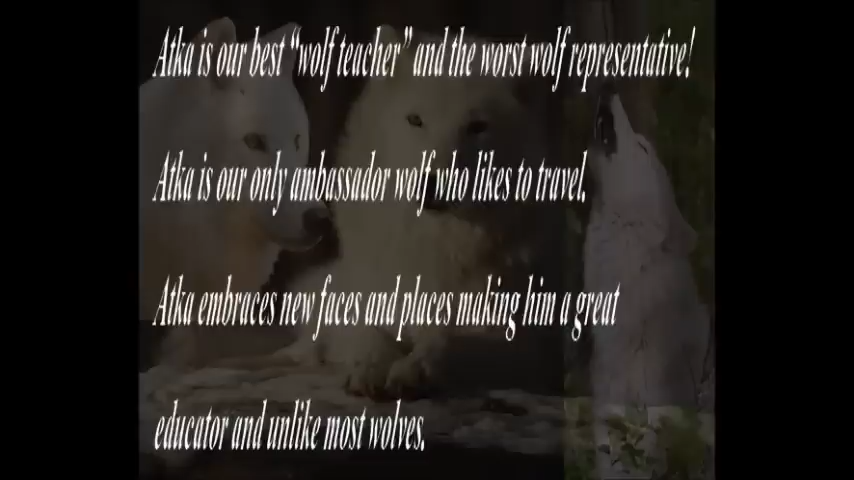 Atka is our best “wolf teacher” and the worst wolf representative!
Atka is our only ambassador wolf who likes to travel.
Atka embraces new faces and places making him a great
educator and unlike most wolves.